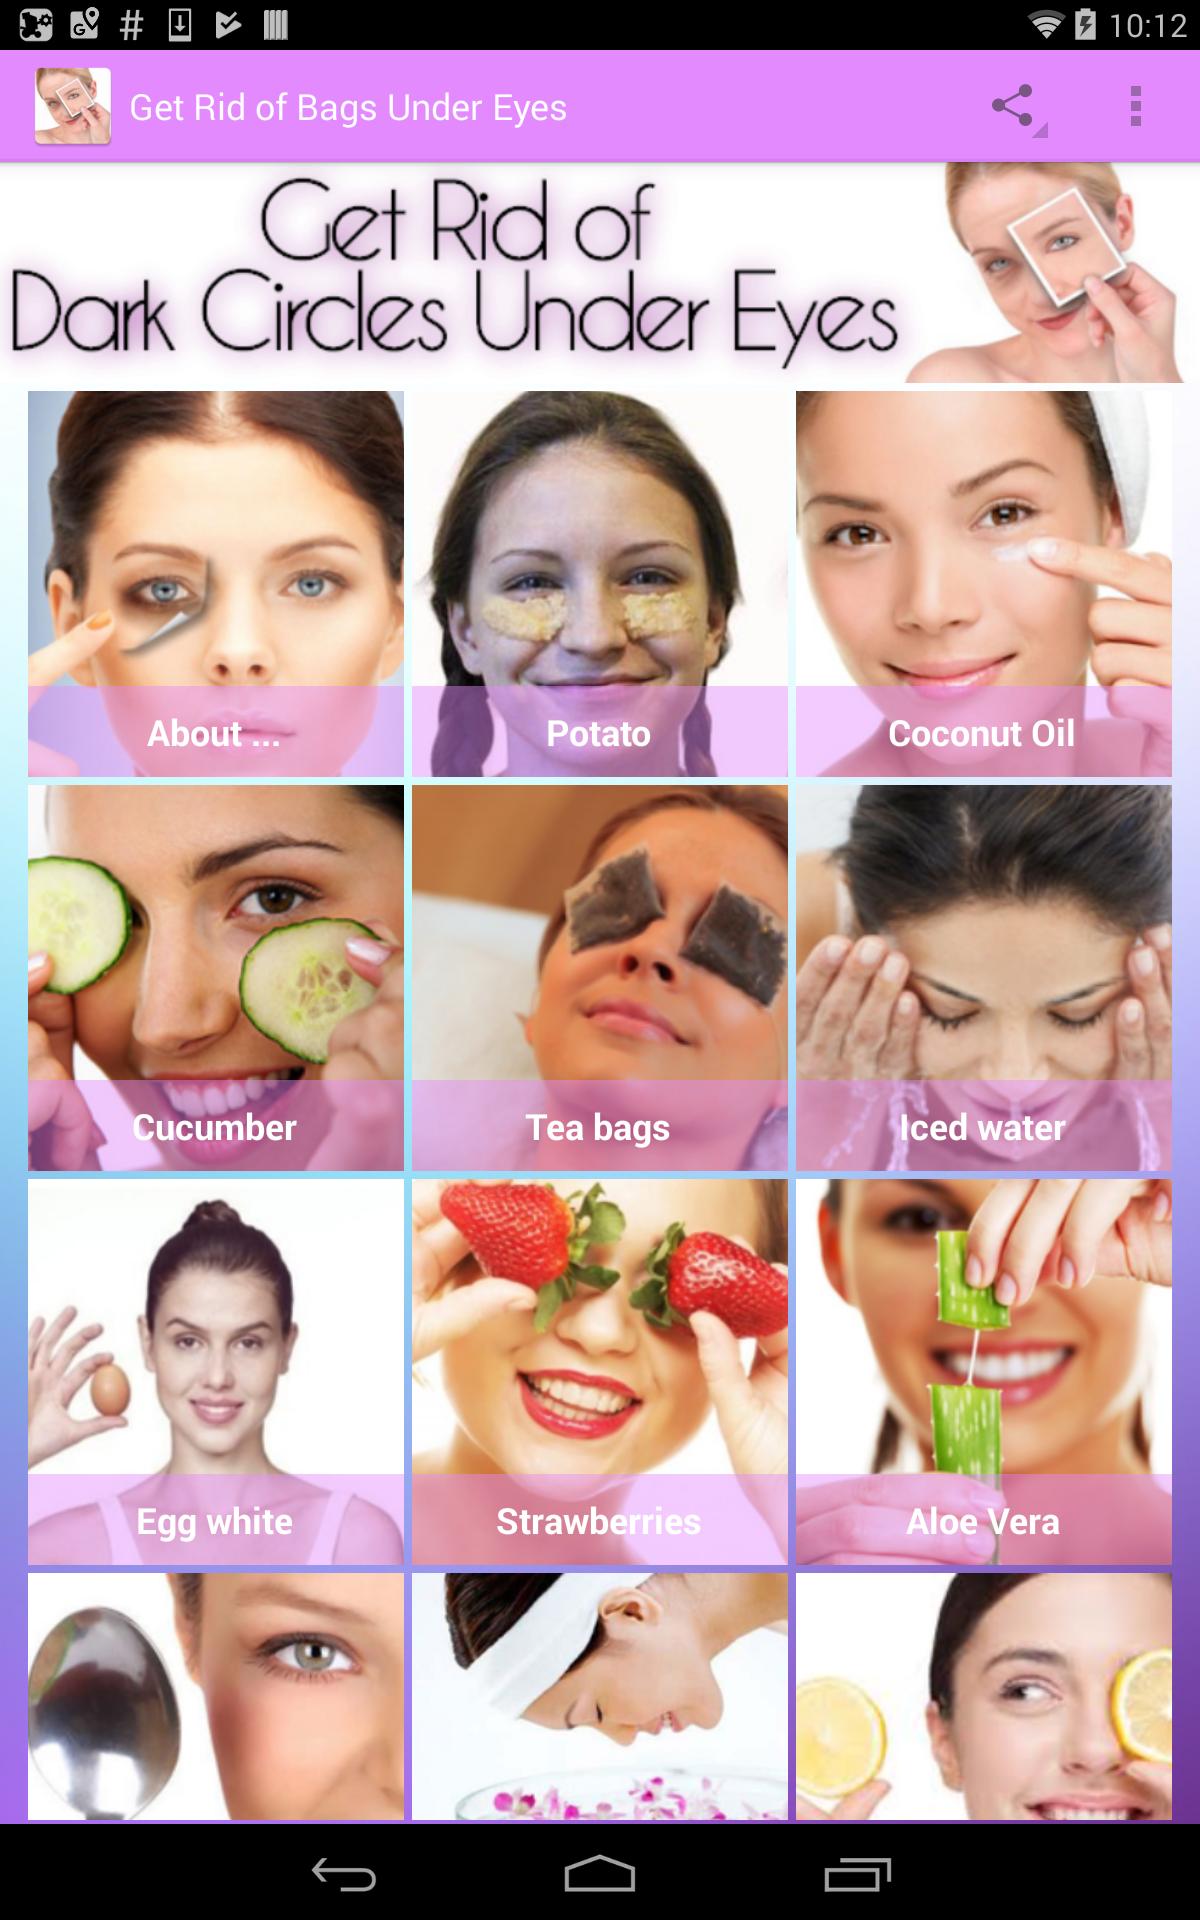 10:12
Get Rid of Bags Under Eyes
Get Rid of
Dark Circles Under Eyes
About ...
Potato
Coconut Oil
Cucumber
Tea bags
Iced water
Egg white
Strawberries
Aloe Vera